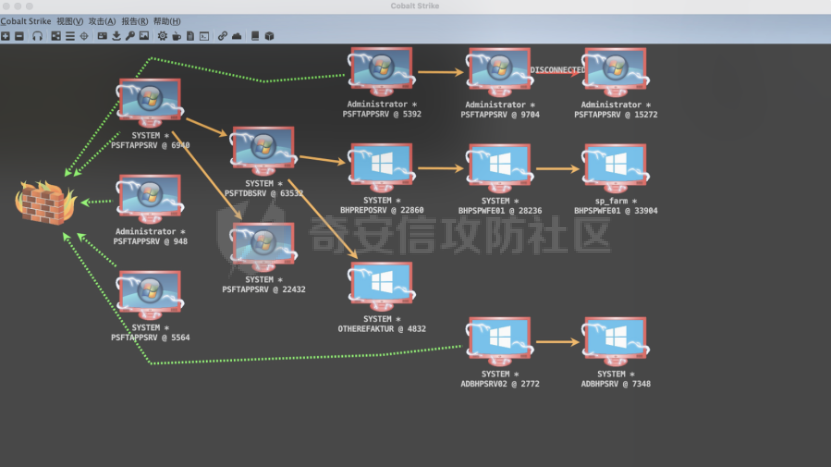 Cobalt Strike
Cobalt Strike 视图(V) 攻击(A) 报告(R) 帮助(H)
Administrator *
PSFTAPPSRV @ 5392
Administrator *
PSFTAPPSRV @ 9704
DISCONNECTED
Administrator *
PSFTAPPSRV @ 15272
SYSTEM *
PSFTAPPSRV @ 6940
SYSTEM *
PSFTDBSRV @ 63532
SYSTEM *
BHPREPOSRV @ 22860
SYSTEM *
BHPSPWFE01 @ 28236
sp_farm *
BHPSPWFE01 @ 33904
Administrator *
PSFTAPPSRV @ 948
奇安信攻防社区
SYSTEM *
PSFTAPPSRV @ 22432
SYSTEM *
PSFTAPPSRV @ 5564
SYSTEM *
OTHEREFAKTUR @ 4832
SYSTEM *
ADBHPSRV02 @ 2772
SYSTEM *
ADBHPSRV @ 7348